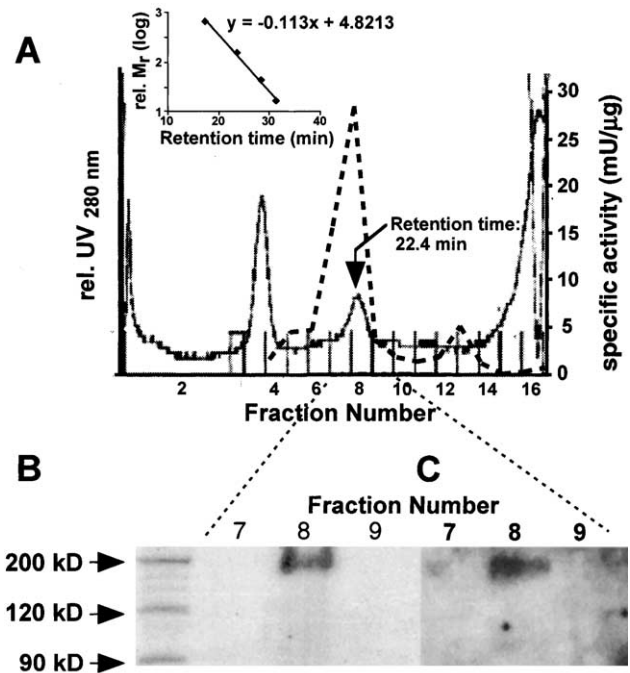 A
y = -0.113x + 4.8213
rel. Mr (log)
3
2
1
10 20 30 40
Retention time (min)
rel. UV 280 nm
Retention time:
22.4 min
30
25
20
15
10
5
0
specific activity (mU/µg)
2 4 6 8 10 12 14 16
Fraction Number
B
C
Fraction Number
7 8 9 7 8 9
200 kD
120 kD
90 kD